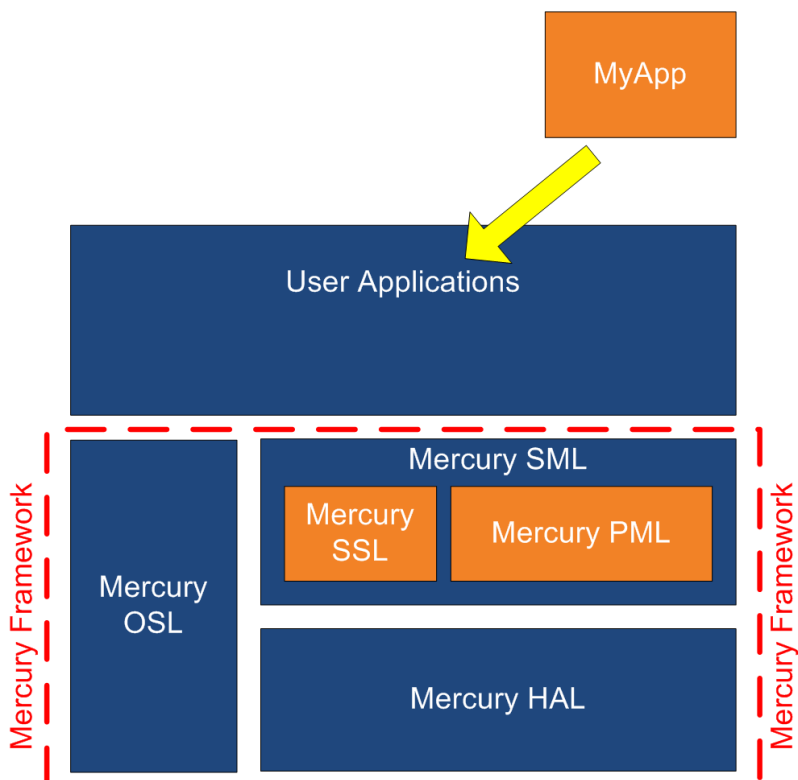 MyApp
User Applications
Mercury Framework
Mercury
OSL
Mercury SML
Mercury
SSL
Mercury PML
Mercury HAL
Mercury Framework